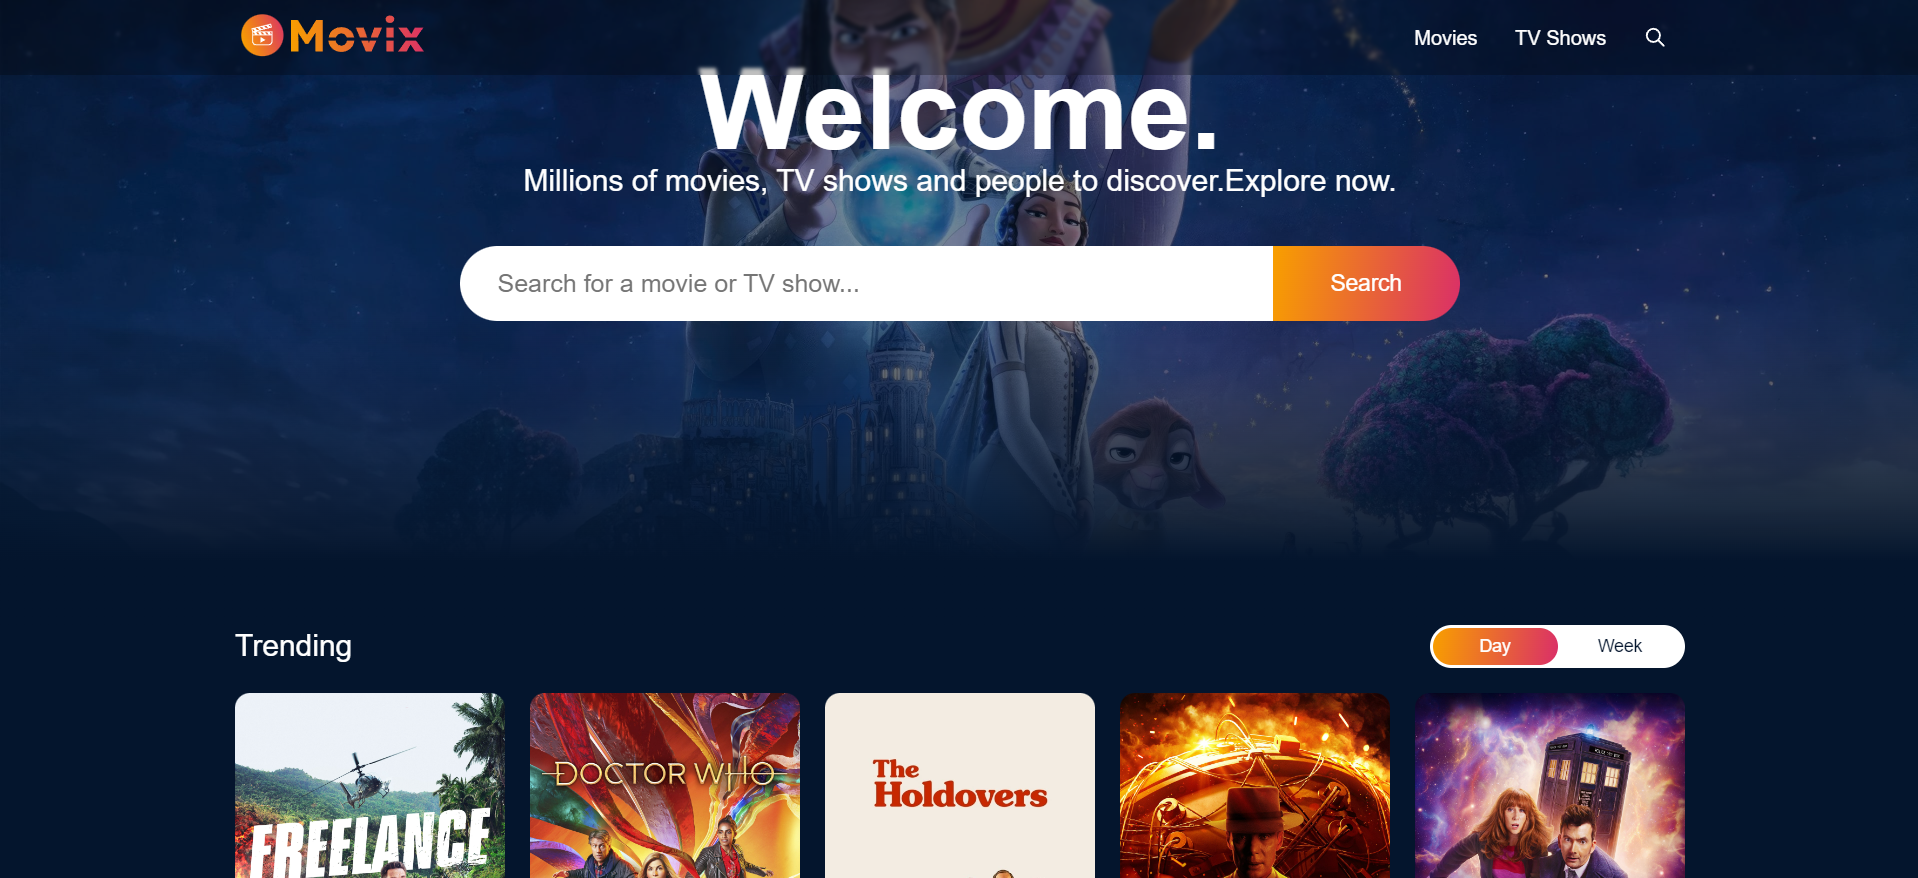 Movix
Movies
TV Shows
Welcome.
Millions of movies, TV shows and people to discover.Explore now.
Search for a movie or TV show...
Search
Trending
Day
Week
FREELANCE
DOCTOR WHO
The
Holdovers